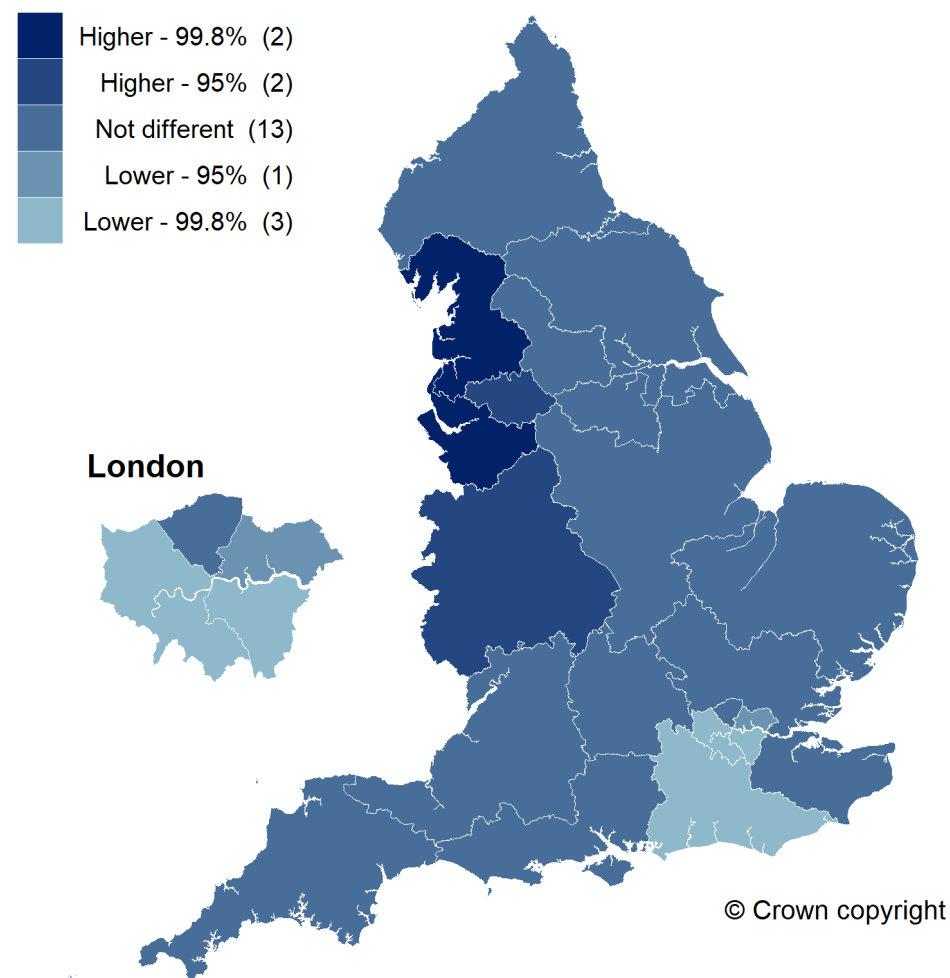 Higher - 99.8% (2)
Higher - 95% (2)
Not different (13)
Lower - 95% (1)
Lower - 99.8% (3)
London
© Crown copyright